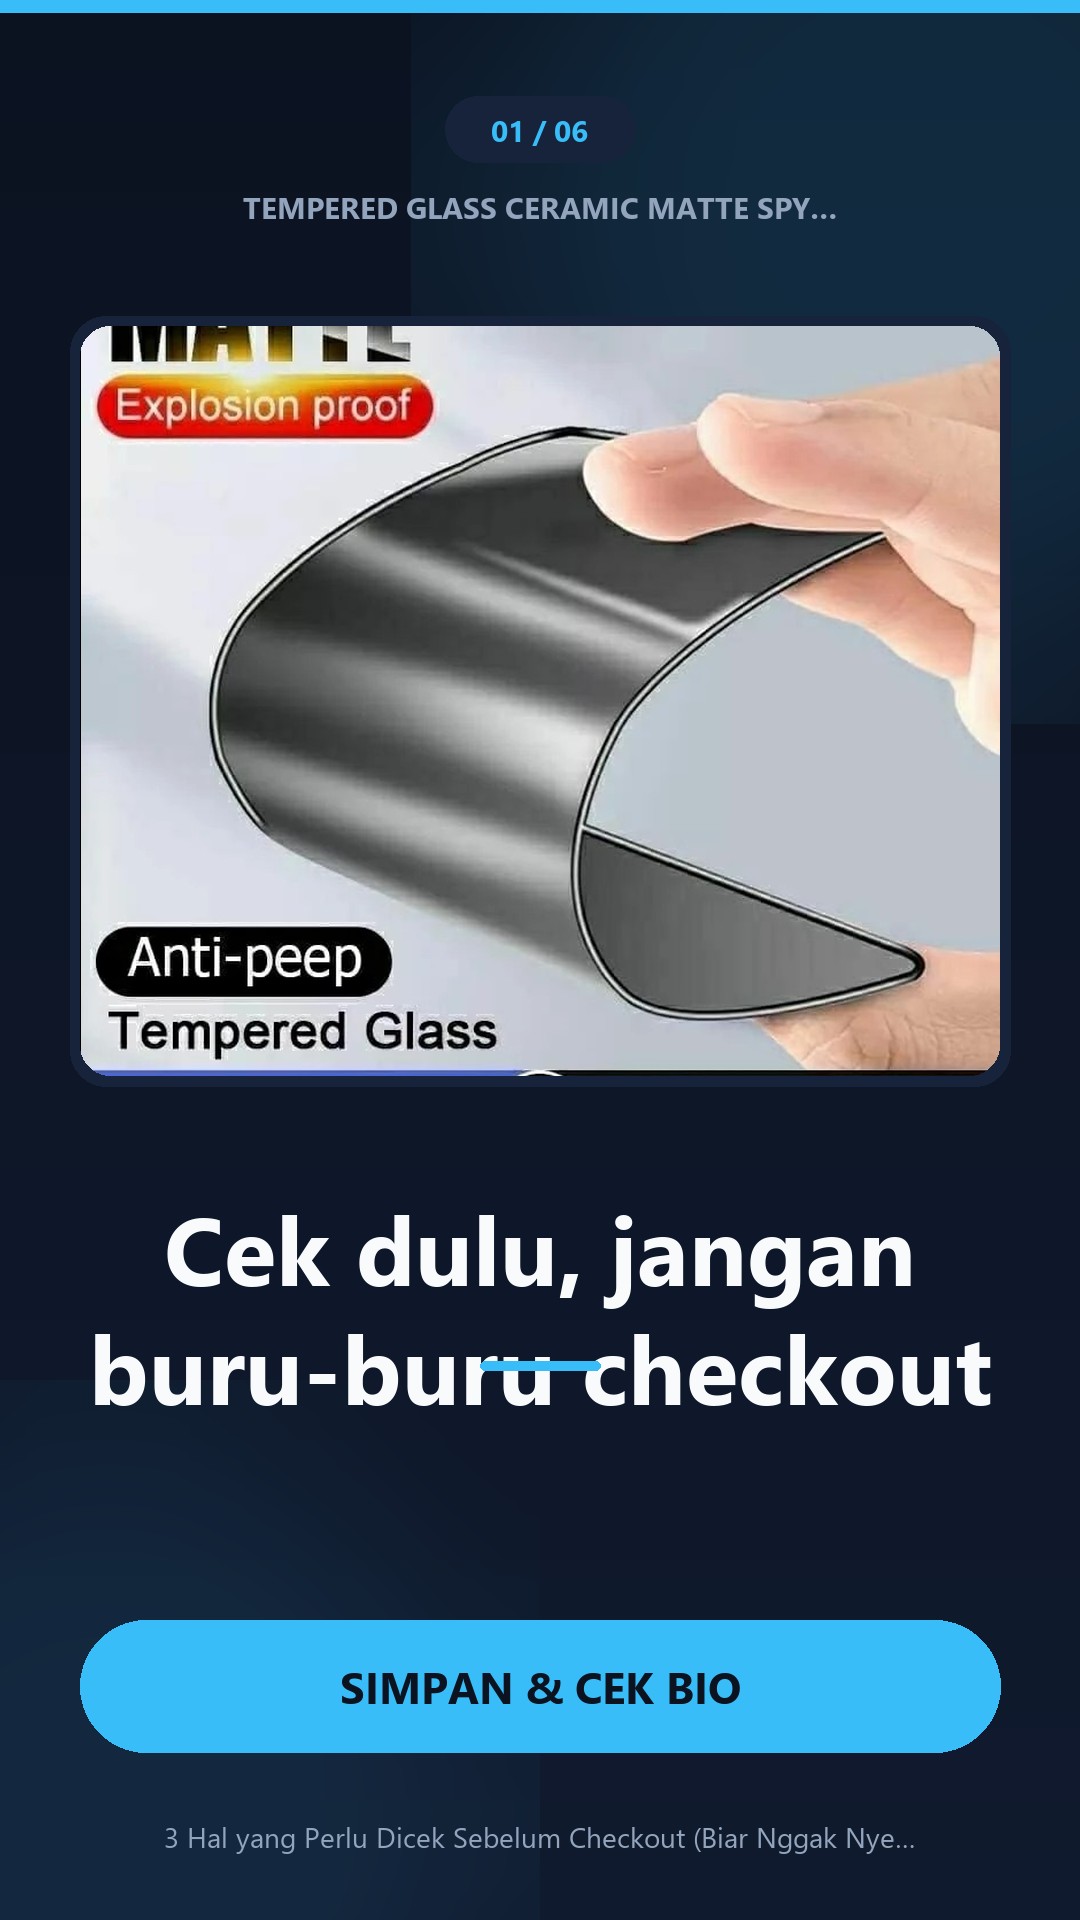 01 / 06
TEMPERED GLASS CERAMIC MATTE SPY...
MATTE
Explosion proof
Anti-peep
Tempered Glass
Cek dulu, jangan
buru-buru checkout
SIMPAN & CEK BIO
3 Hal yang Perlu Dicek Sebelum Checkout (Biar Nggak Nye...